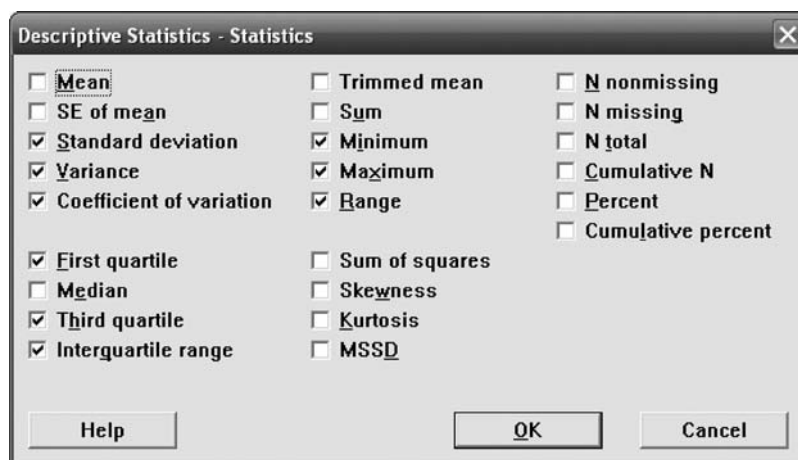 Descriptive Statistics - Statistics
Mean
SE of mean
Standard deviation
Variance
Coefficient of variation
First quartile
Median
Third quartile
Interquartile range
Trimmed mean
Sum
Minimum
Maximum
Range
Sum of squares
Skewness
Kurtosis
MSSD
N nonmissing
N missing
N total
Cumulative N
Percent
Cumulative percent
Help
OK
Cancel